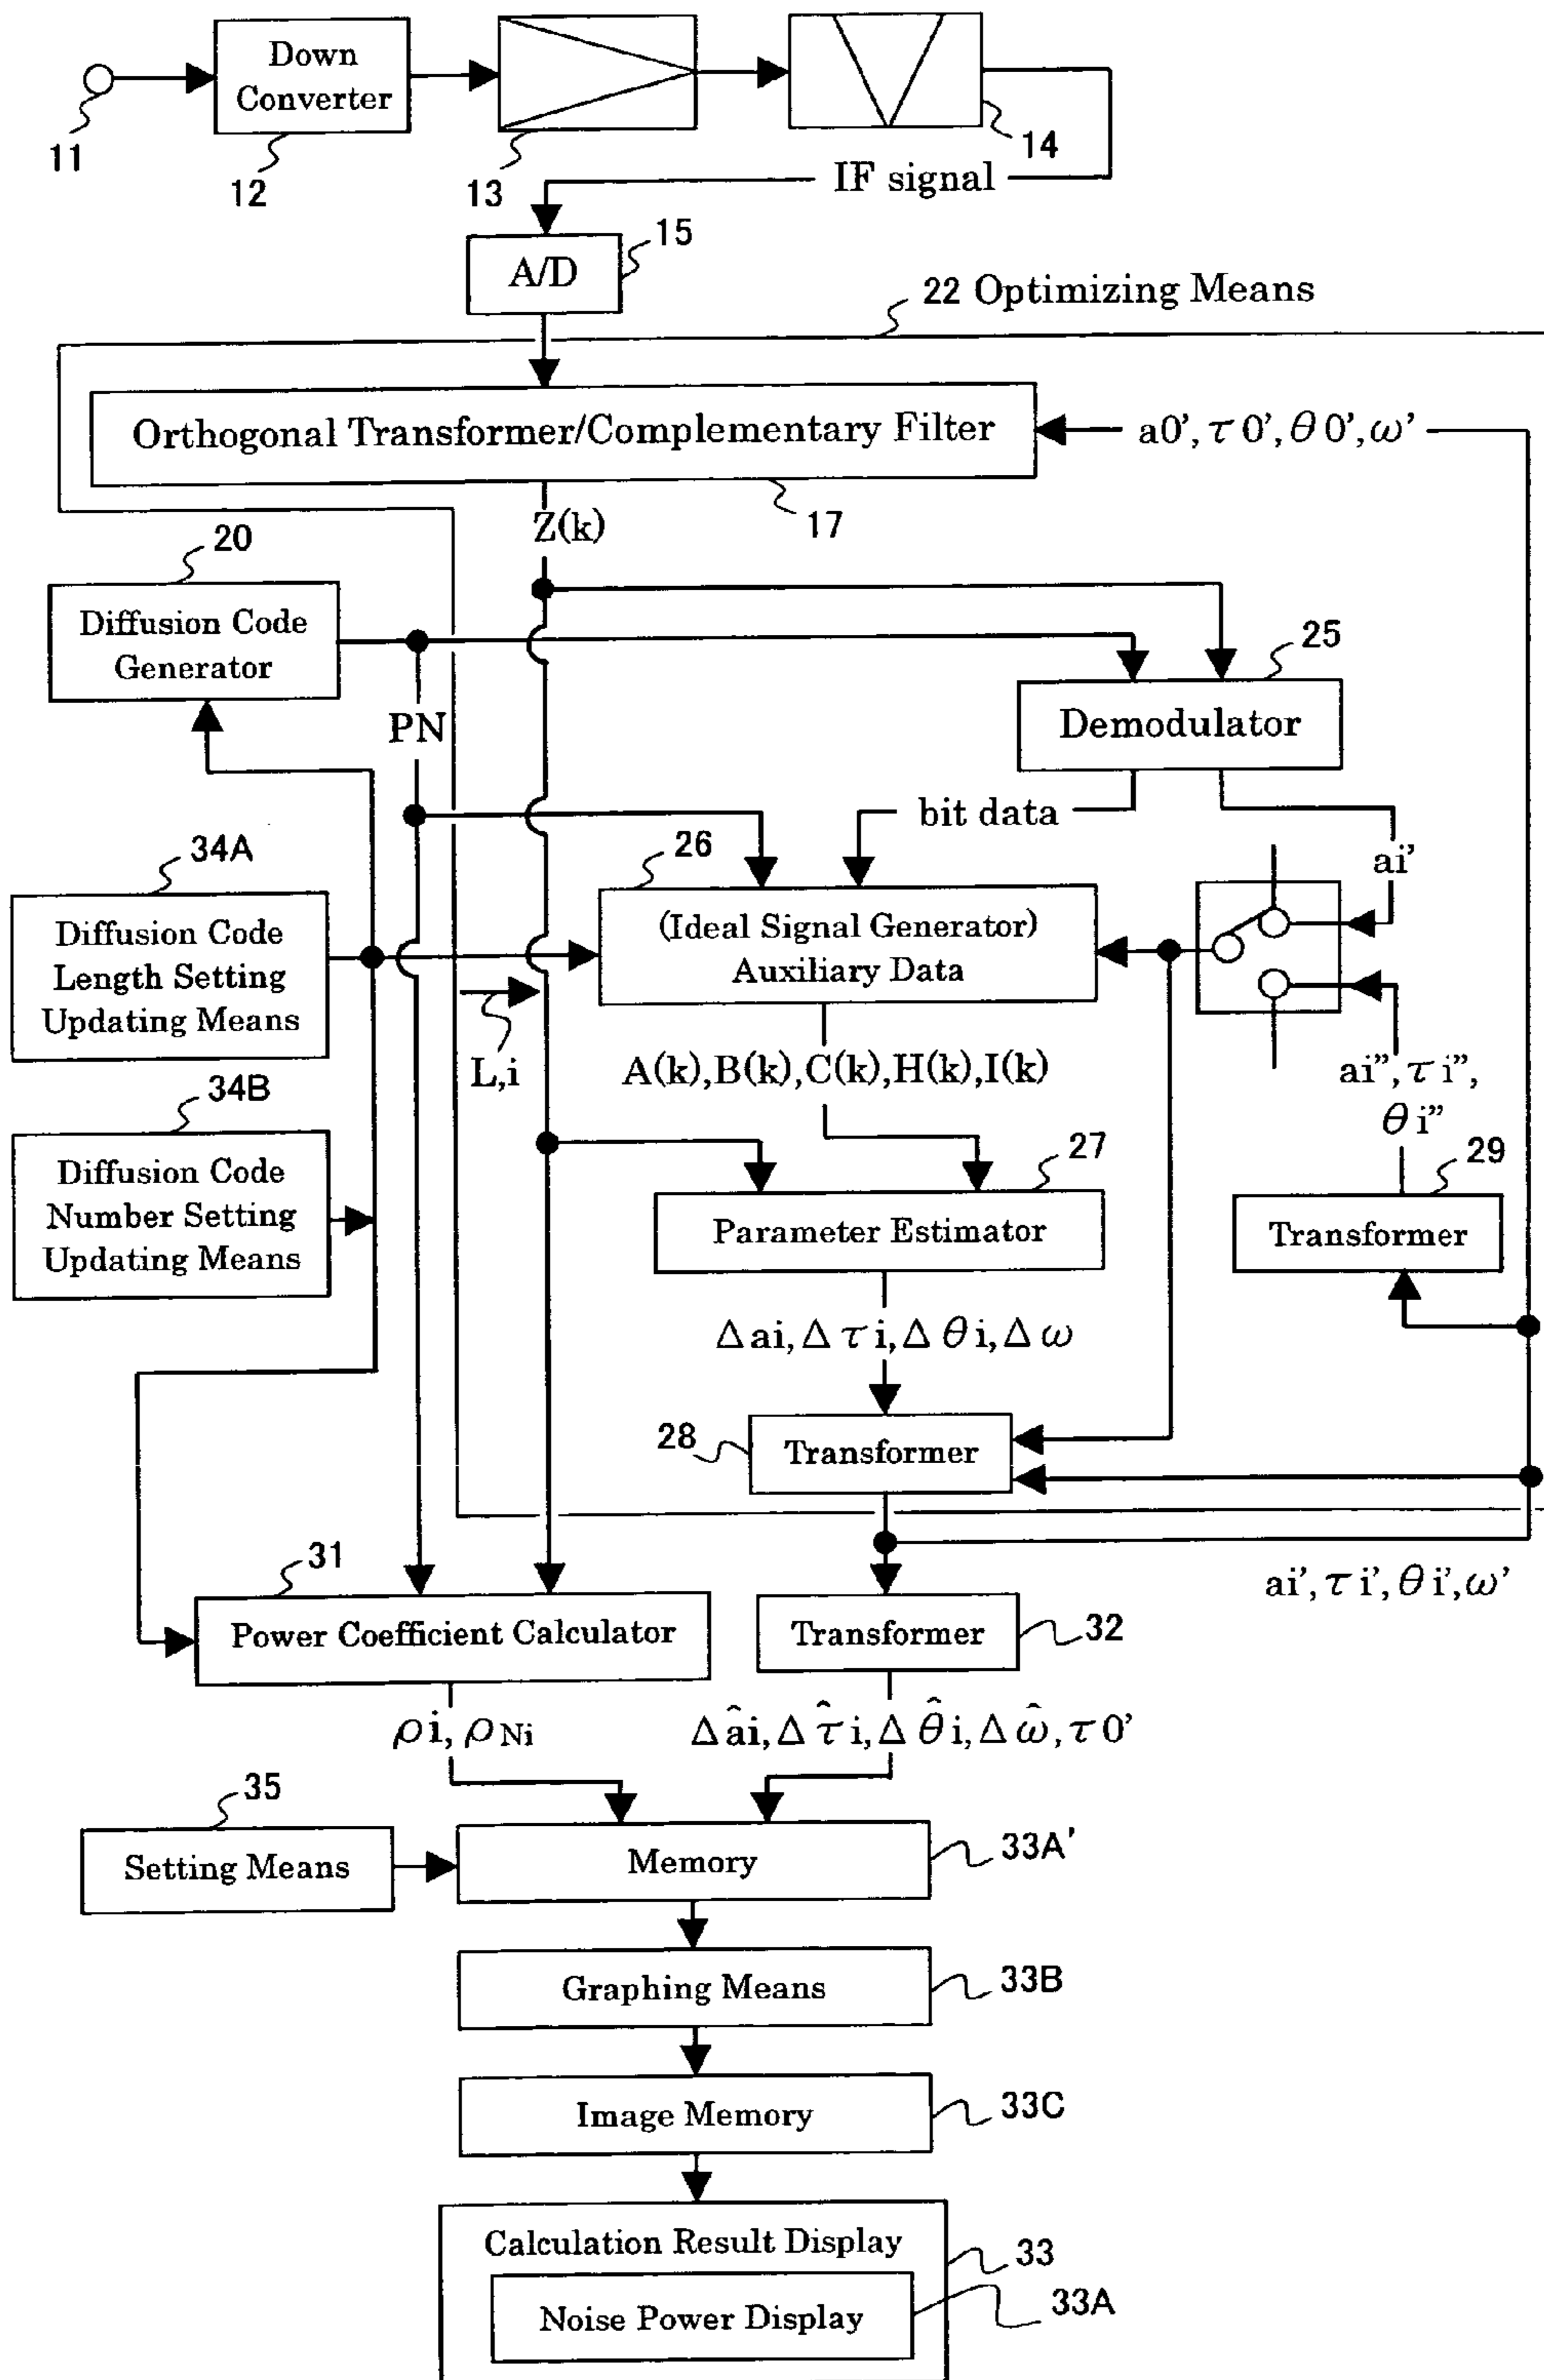 Down
Converter
11
12
13
14
IF signal
15
A/D
22 Optimizing Means
Orthogonal Transformer/Complementary Filter
a0',τ0',θ0',ω'
17
Z(k)
20
Diffusion Code
Generator
25
PN
Demodulator
bit data
34A
26
ai'
Diffusion Code
Length Setting
Updating Means
(Ideal Signal Generator)
Auxiliary Data
L,i
A(k),B(k),C(k),H(k),I(k)
ai",τi",
θi"
34B
27
29
Diffusion Code
Number Setting
Updating Means
Parameter Estimator
Transformer
Δai,Δτi,Δθi,Δω
28
Transformer
31
ai',τi',θi',ω'
Power Coefficient Calculator
Transformer
32
ρi, ρNi
Δâi,Δτ̂i,Δθ̂i,Δω̂,τ0'
35
Setting Means
Memory
33A'
Graphing Means
33B
Image Memory
33C
Calculation Result Display
33
Noise Power Display
33A